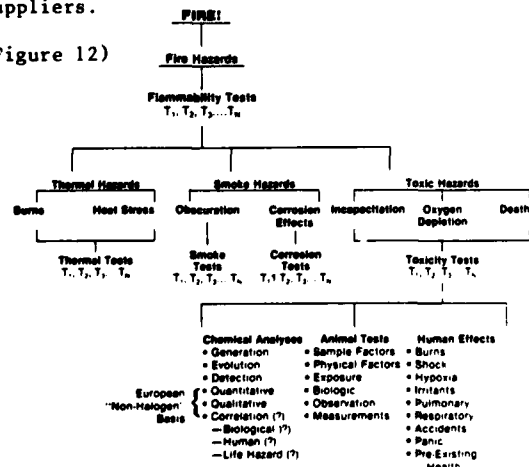 uppliers.
FIRE!
igure 12)
Fire Hazards
Flammability Tests
T₁, T₂, T₃....Tₙ
Thermal Hazards Smoke Hazards Toxic Hazards
Burns Heat Stress Obscuration Corrosion Effects Incapacitation Oxygen Depletion Death
Thermal Tests
T₁, T₂, T₃... Tₙ
Smoke Tests
T₁, T₂, T₃... Tₙ
Corrosion Tests
T₁, T₂, T₃... Tₙ
Toxicity Tests
T₁, T₂, T₃... Tₙ
Chemical Analyses
• Generation
• Evolution
• Detection
• Quantitative
• Qualitative
• Correlation (?)
—Biological (?)
—Human (?)
—Life Hazard (?)
European
"Non-Halogen"
Basis
Animal Tests
• Sample Factors
• Physical Factors
• Exposure
• Biologic
• Observation
• Measurements
Human Effects
• Burns
• Shock
• Hypoxia
• Irritants
• Pulmonary
• Respiratory
• Accidents
• Panic
• Pre-Existing
Health